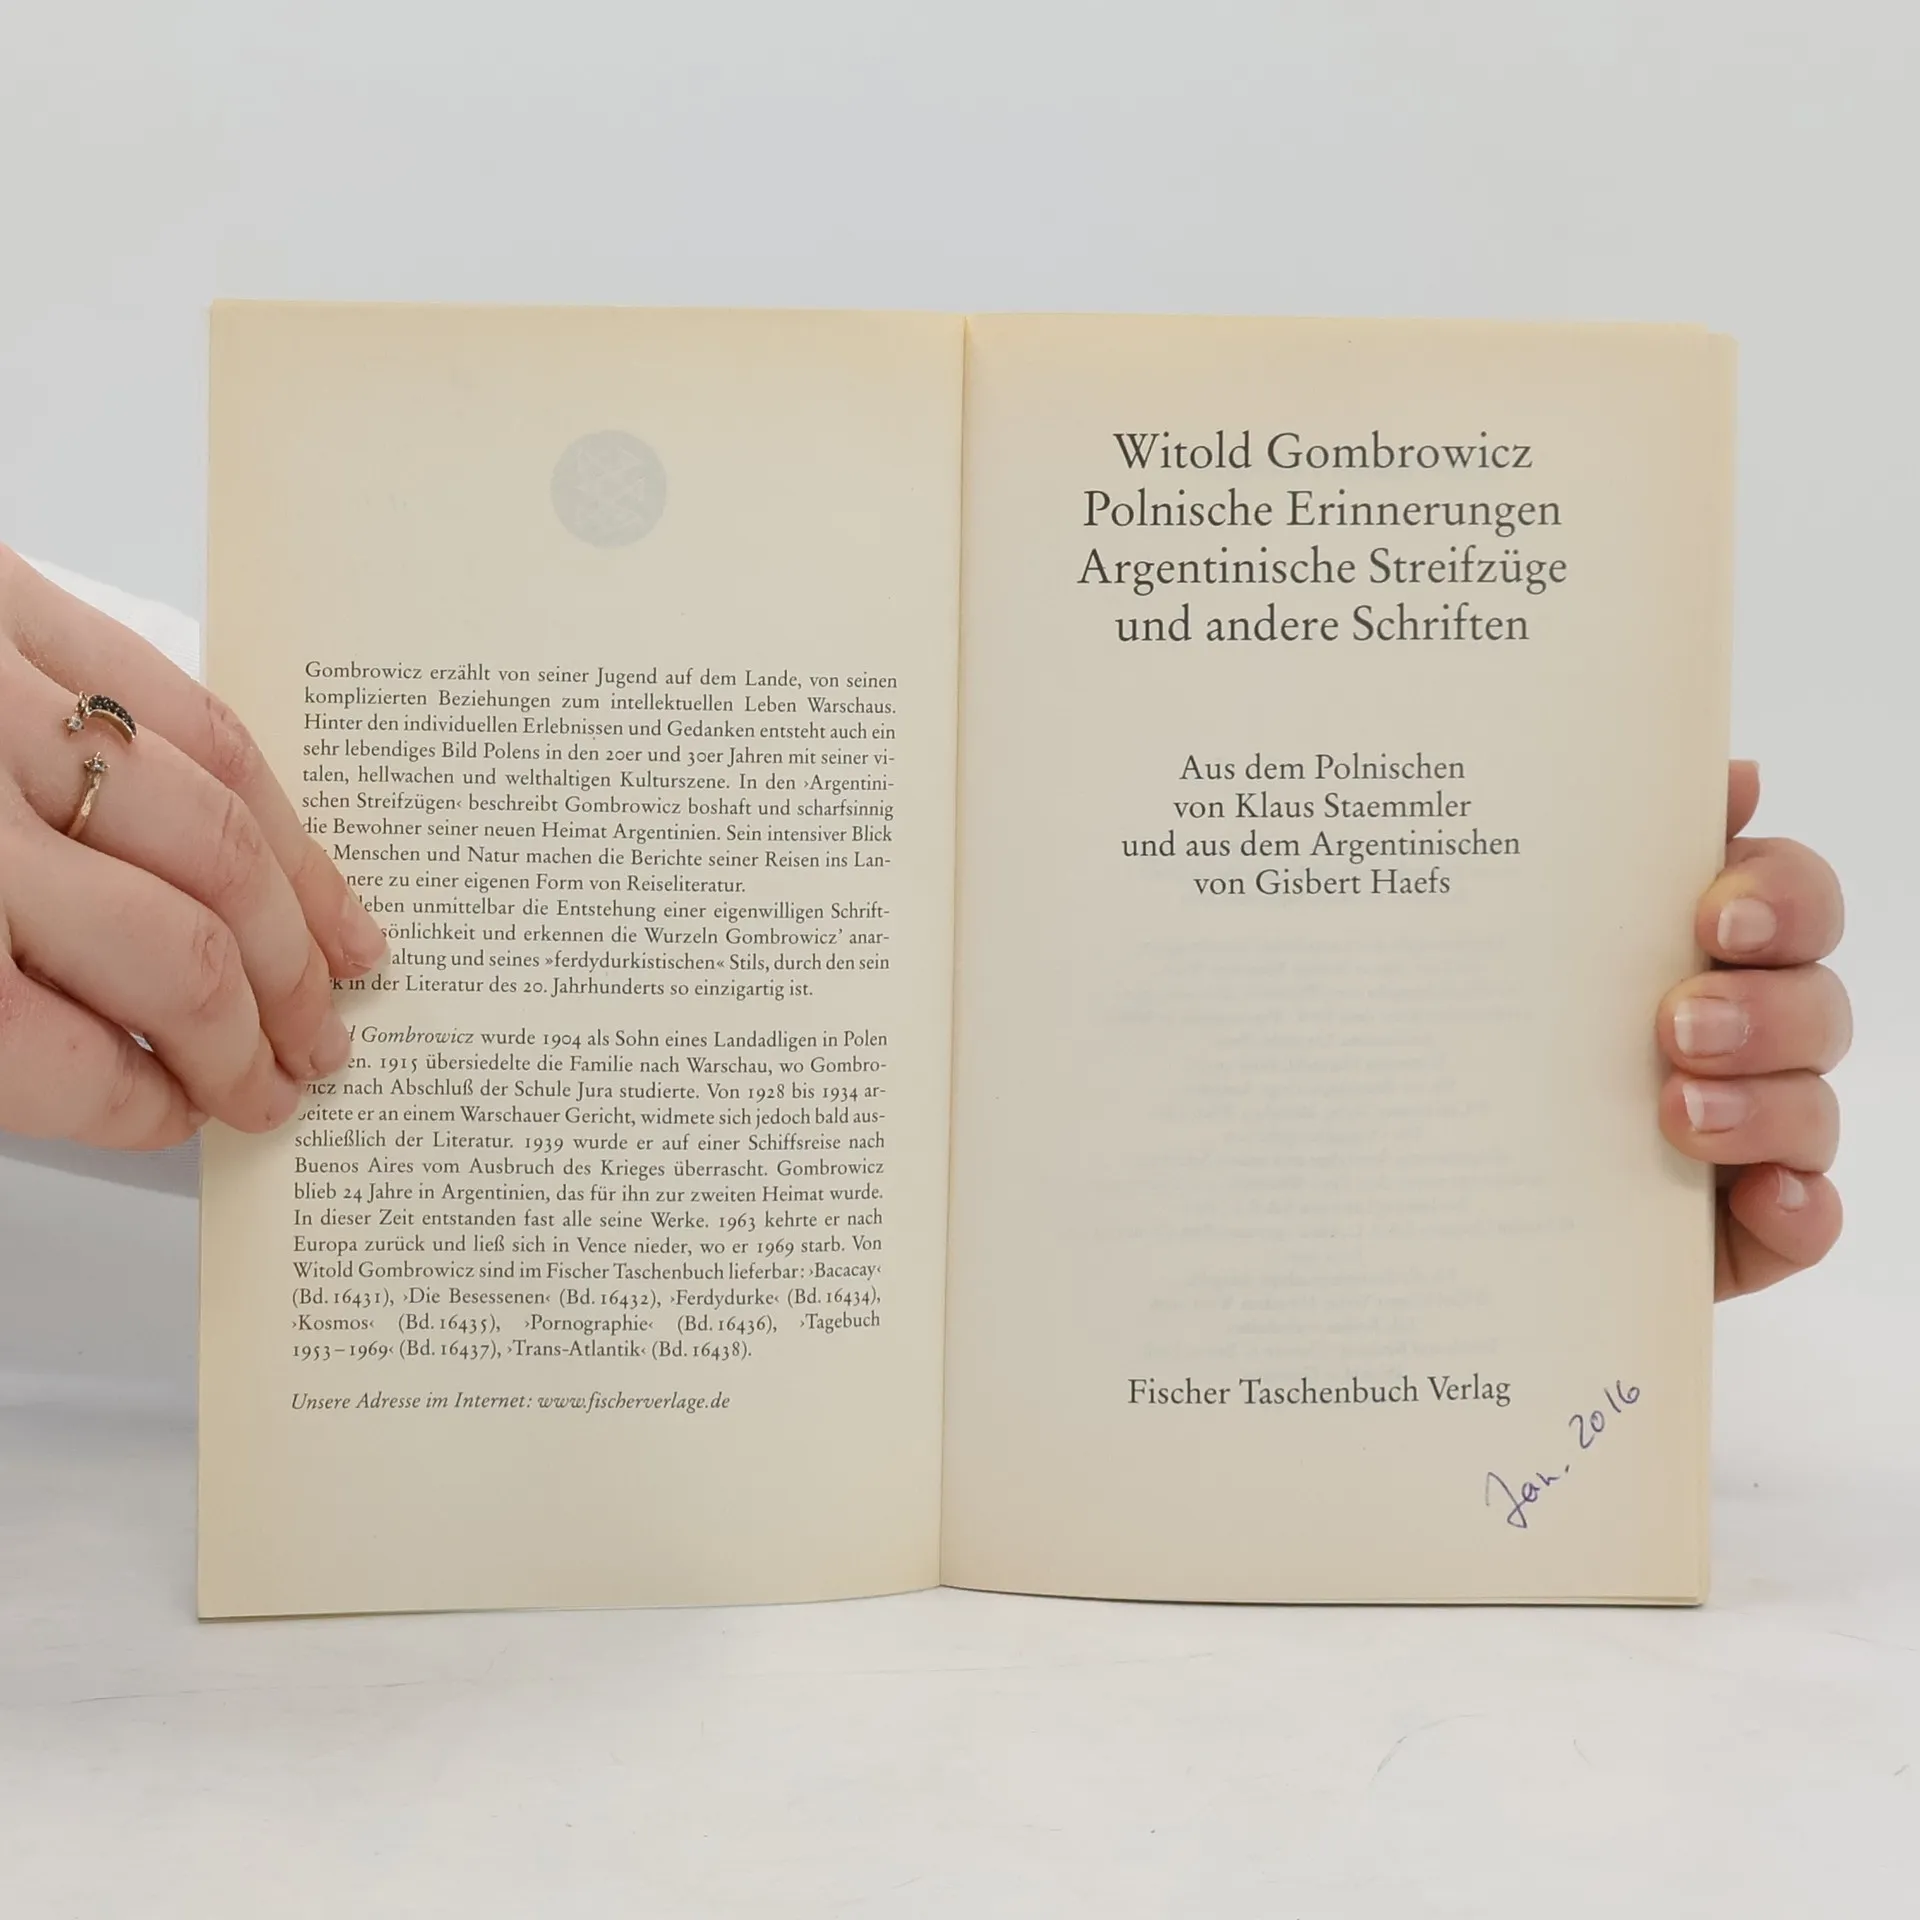 Gombrowicz erzählt von seiner Jugend auf dem Lande, von seinen
komplizierten Beziehungen zum intellektuellen Leben Warschaus.
Hinter den individuellen Erlebnissen und Gedanken entsteht auch ein
sehr lebendiges Bild Polens in den 20er und 30er Jahren mit seiner vi-
talen, hellwachen und welthaltigen Kulturszene. In den ›Argentini-
schen Streifzügen‹ beschreibt Gombrowicz boshaft und scharfsinnig
die Bewohner seiner neuen Heimat Argentinien. Sein intensiver Blick
Menschen und Natur machen die Berichte seiner Reisen ins Lan-
nere zu einer eigenen Form von Reiseliteratur.
eben unmittelbar die Entstehung einer eigenwilligen Schrift-
sönlichkeit und erkennen die Wurzeln Gombrowicz’ anar-
altung und seines »ferdydurkistischen« Stils, durch den sein
k in der Literatur des 20. Jahrhunderts so einzigartig ist.
d Gombrowicz wurde 1904 als Sohn eines Landadligen in Polen
en. 1915 übersiedelte die Familie nach Warschau, wo Gombro-
wicz nach Abschluß der Schule Jura studierte. Von 1928 bis 1934 ar-
beitete er an einem Warschauer Gericht, widmete sich jedoch bald aus-
schließlich der Literatur. 1939 wurde er auf einer Schiffsreise nach
Buenos Aires vom Ausbruch des Krieges überrascht. Gombrowicz
blieb 24 Jahre in Argentinien, das für ihn zur zweiten Heimat wurde.
In dieser Zeit entstanden fast alle seine Werke. 1963 kehrte er nach
Europa zurück und ließ sich in Vence nieder, wo er 1969 starb. Von
Witold Gombrowicz sind im Fischer Taschenbuch lieferbar: ›Bacacay‹
(Bd. 16431), ›Die Besessenen‹ (Bd. 16432), ›Ferdydurke‹ (Bd. 16434),
›Kosmos‹ (Bd. 16435), ›Pornographie‹ (Bd. 16436), ›Tagebuch
1953–1969‹ (Bd. 16437), ›Trans-Atlantik‹ (Bd. 16438).
Unsere Adresse im Internet: www.fischerverlage.de
Witold Gombrowicz
Polnische Erinnerungen
Argentinische Streifzüge
und andere Schriften
Aus dem Polnischen
von Klaus Staemmler
und aus dem Argentinischen
von Gisbert Haefs
Fischer Taschenbuch Verlag
Jan. 2016